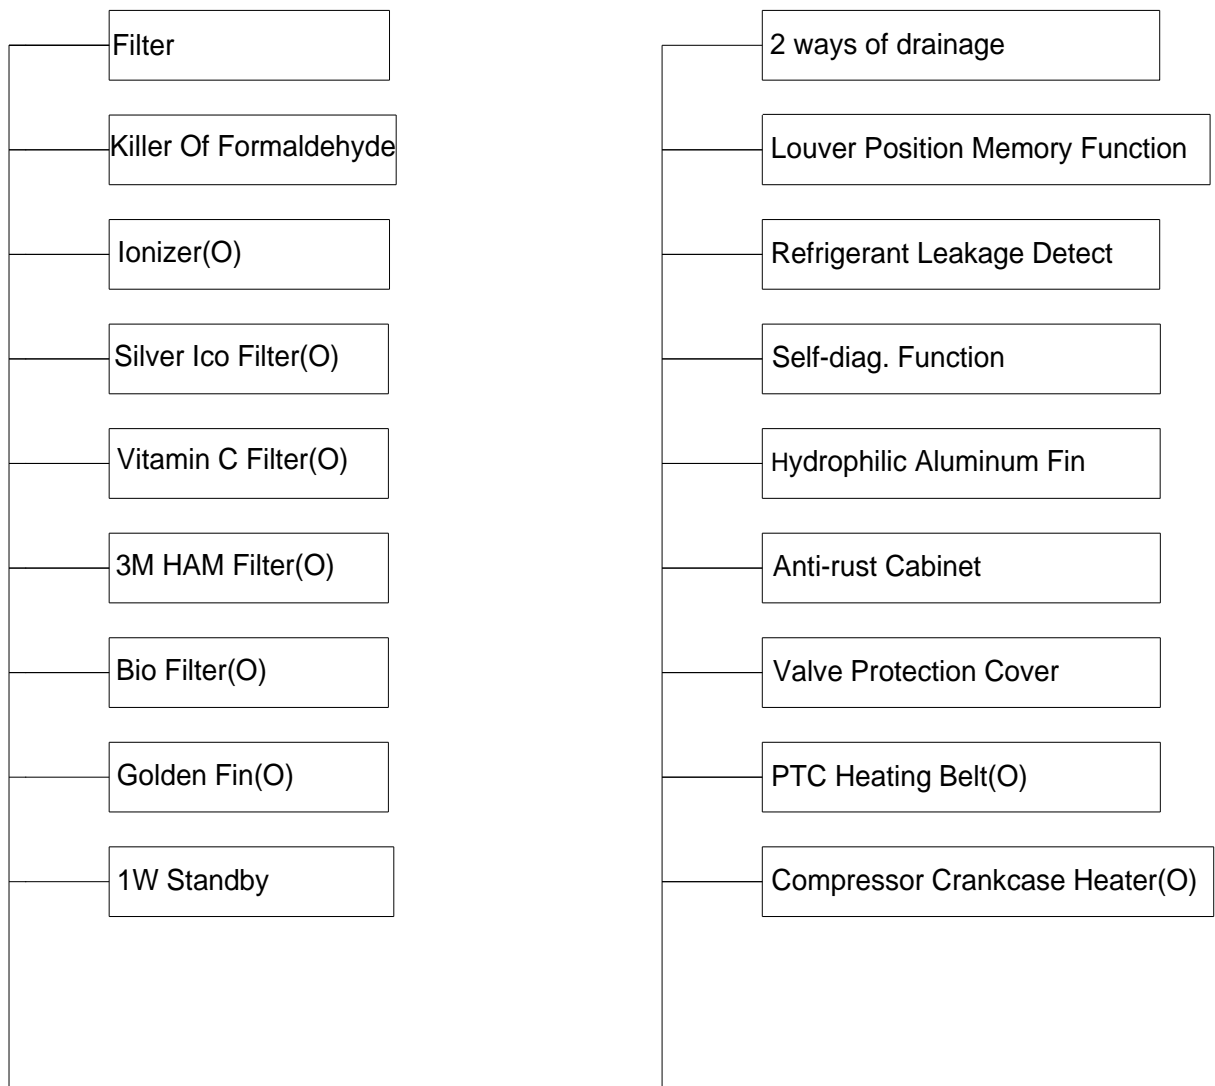 Filter
Killer Of Formaldehyde
Ionizer(O)
Silver Ico Filter(O)
Vitamin C Filter(O)
3M HAM Filter(O)
Bio Filter(O)
Golden Fin(O)
1W Standby
2 ways of drainage
Louver Position Memory Function
Refrigerant Leakage Detect
Self-diag. Function
Hydrophilic Aluminum Fin
Anti-rust Cabinet
Valve Protection Cover
PTC Heating Belt(O)
Compressor Crankcase Heater(O)